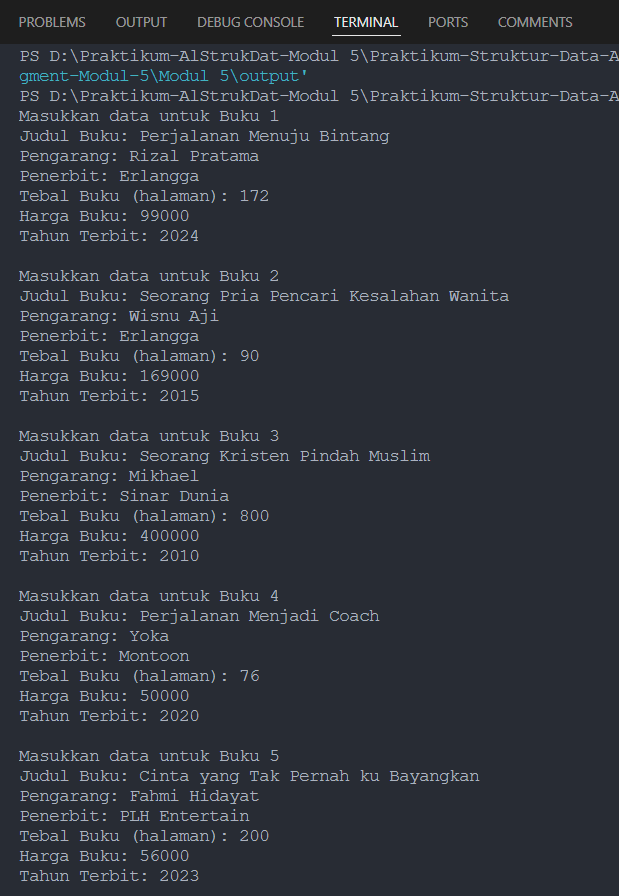 PROBLEMS OUTPUT DEBUG CONSOLE TERMINAL PORTS COMMENTS
PS D:\Praktikum-AlStrukDat-Modul 5\Praktikum-Struktur-Data-A
gment-Modul-5\Modul 5\output'
PS D:\Praktikum-AlStrukDat-Modul 5\Praktikum-Struktur-Data-A
Masukkan data untuk Buku 1
Judul Buku: Perjalanan Menuju Bintang
Pengarang: Rizal Pratama
Penerbit: Erlangga
Tebal Buku (halaman): 172
Harga Buku: 99000
Tahun Terbit: 2024
Masukkan data untuk Buku 2
Judul Buku: Seorang Pria Pencari Kesalahan Wanita
Pengarang: Wisnu Aji
Penerbit: Erlangga
Tebal Buku (halaman): 90
Harga Buku: 169000
Tahun Terbit: 2015
Masukkan data untuk Buku 3
Judul Buku: Seorang Kristen Pindah Muslim
Pengarang: Mikhael
Penerbit: Sinar Dunia
Tebal Buku (halaman): 800
Harga Buku: 400000
Tahun Terbit: 2010
Masukkan data untuk Buku 4
Judul Buku: Perjalanan Menjadi Coach
Pengarang: Yoka
Penerbit: Montoon
Tebal Buku (halaman): 76
Harga Buku: 50000
Tahun Terbit: 2020
Masukkan data untuk Buku 5
Judul Buku: Cinta yang Tak Pernah ku Bayangkan
Pengarang: Fahmi Hidayat
Penerbit: PLH Entertain
Tebal Buku (halaman): 200
Harga Buku: 56000
Tahun Terbit: 2023